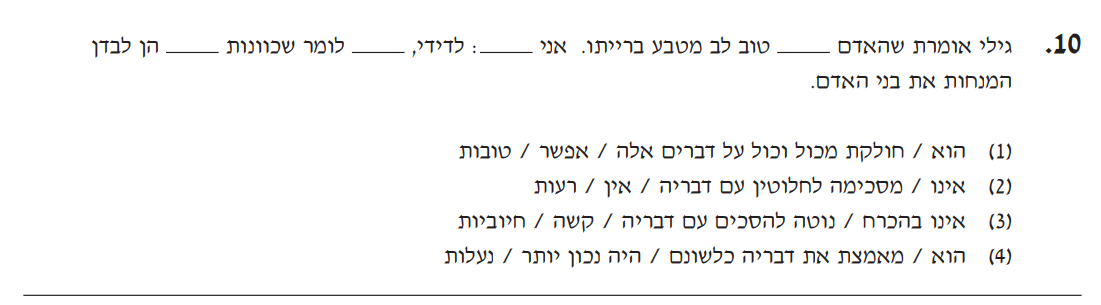 10. גילי אומרת שהאדם _____ טוב לב מטבע ברייתו. אני _____: לדידי, _____ לומר שכוונות _____ הן לבדן
המנחות את בני האדם.
(1) הוא / חולקת מכול וכול על דברים אלה / אפשר / טובות
(2) אינו / מסכימה לחלוטין עם דבריה / אין / רעות
(3) אינו בהכרח / נוטה להסכים עם דבריה / קשה / חיוביות
(4) הוא / מאמצת את דבריה כלשונם / היה נכון יותר / נעלות